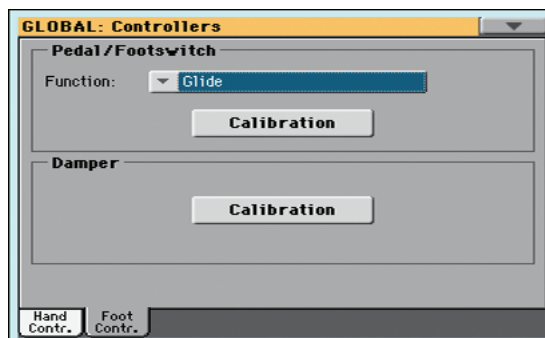 GLOBAL: Controllers
Pedal/Footswitch
Function: Glide
Calibration
Damper
Calibration
Hand Contr. Foot Contr.